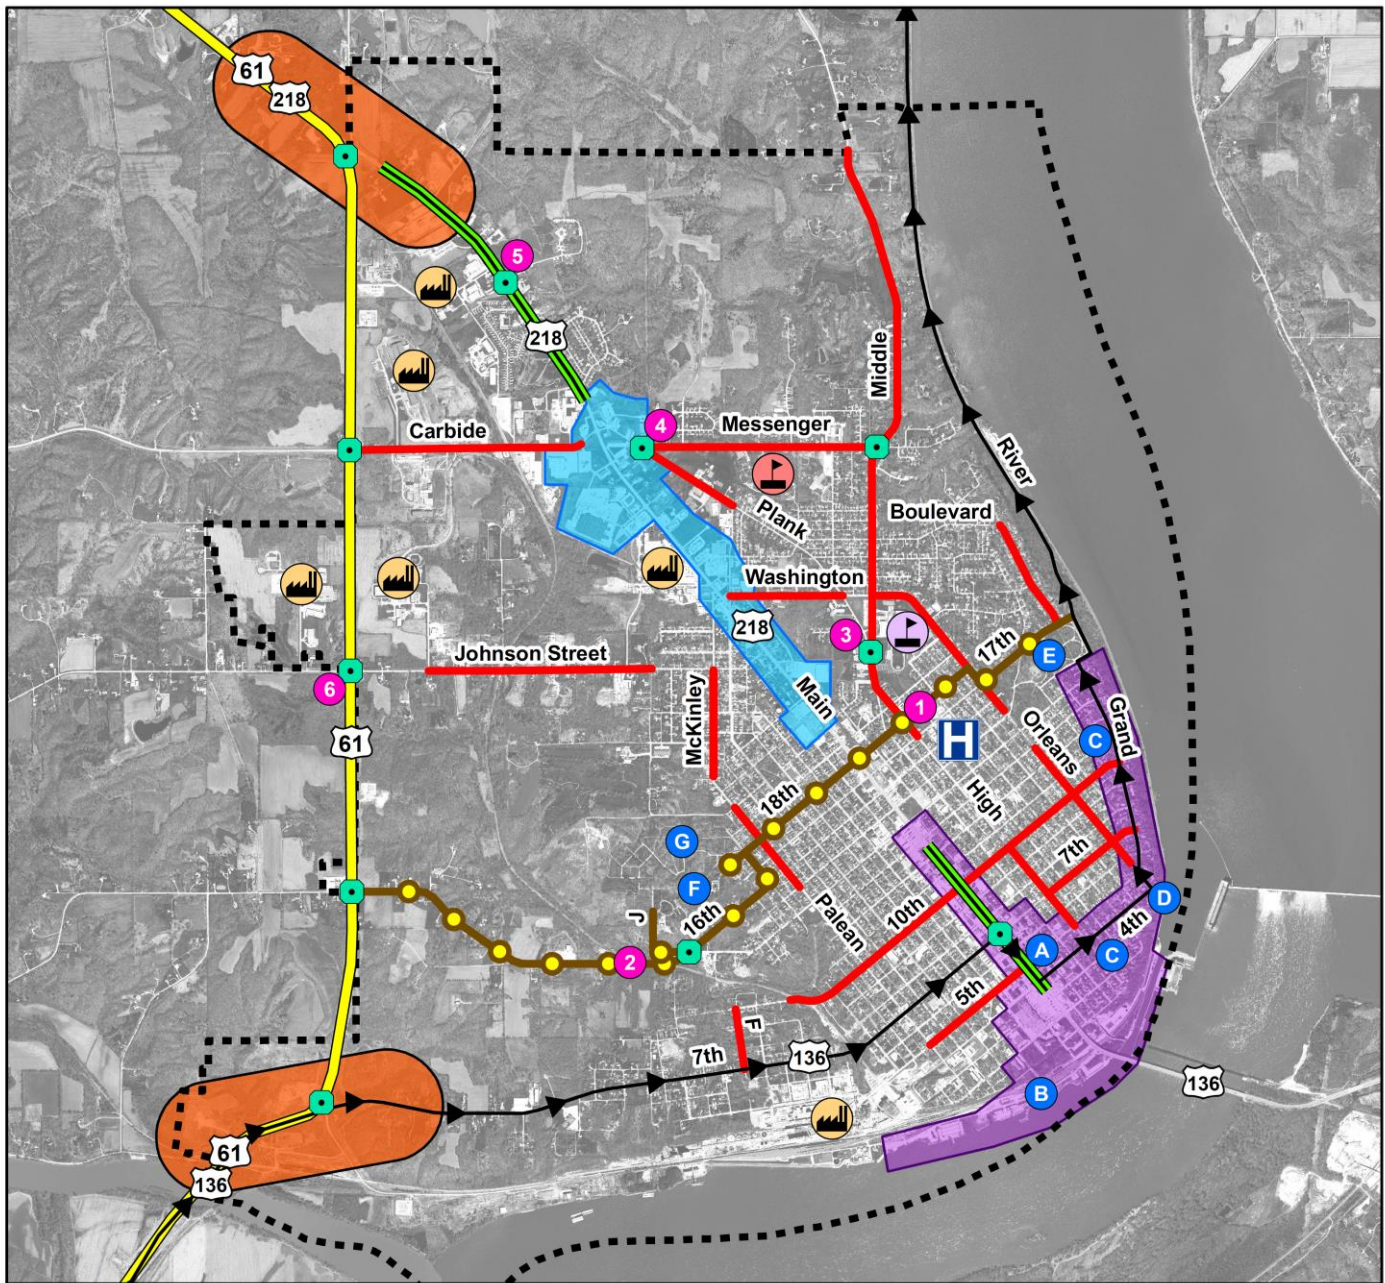 61
218
5
218
4
Messenger
Middle
Carbide
River
Plank
Boulevard
Washington
218
3
17th
Johnson Street
E
6
Main
1
Grand
McKinley
61
H
Orleans
C
18th
High
G
7th
F
J
16th
Palean
10th
D
4th
2
A
C
5th
F
7th
136
136
B
61
136